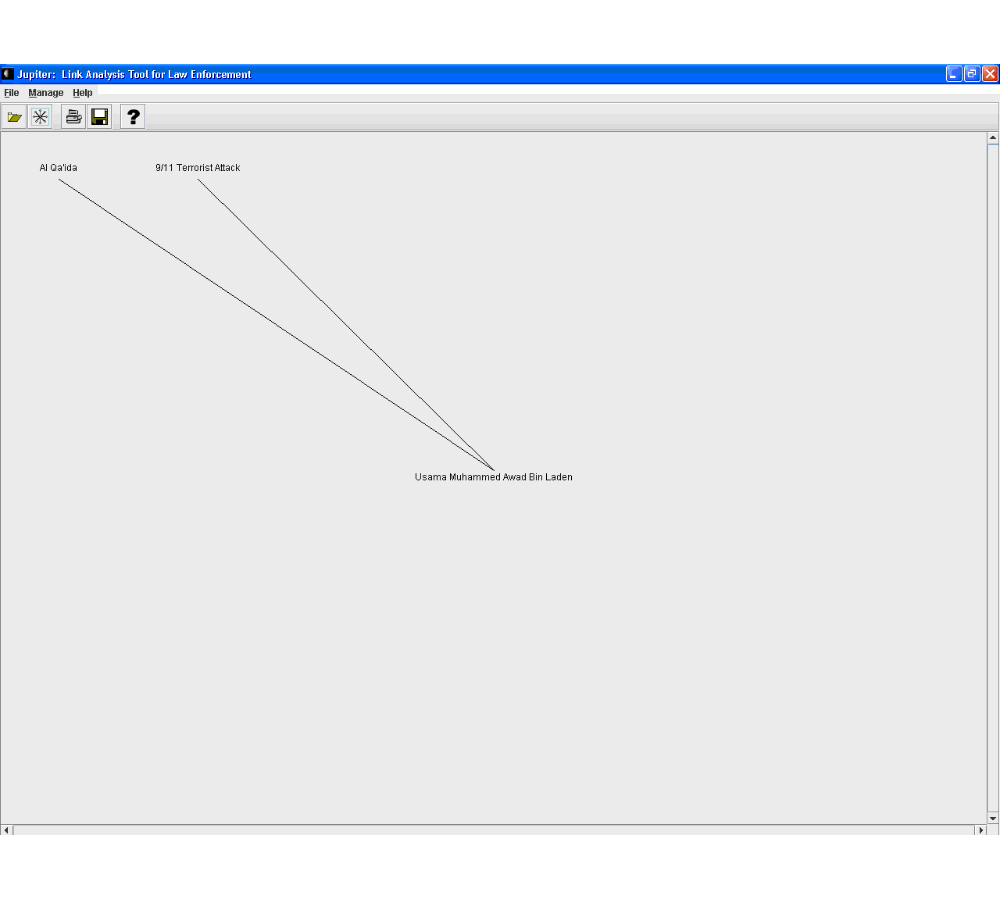 Jupiter: Link Analysis Tool for Law Enforcement
File Manage Help
?
Al Qa'ida 9/11 Terrorist Attack
Usama Muhammed Awad Bin Laden